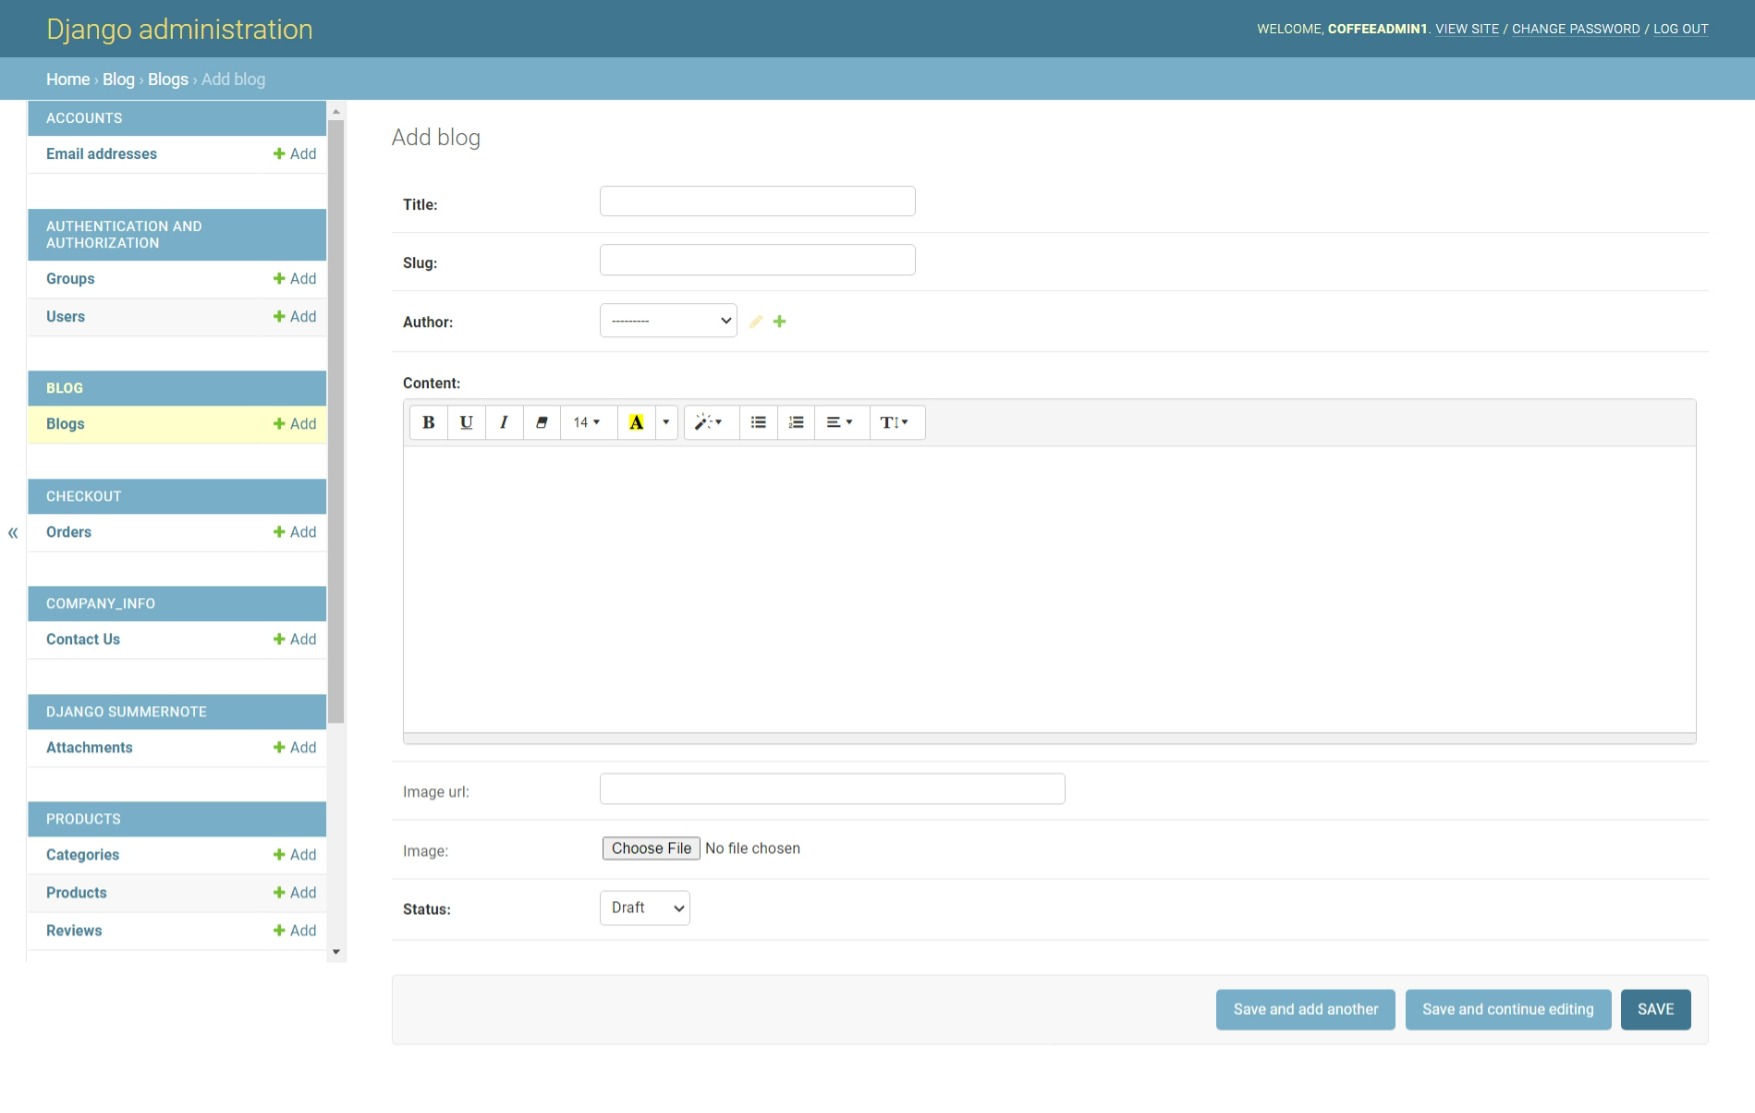 Django administration
WELCOME, COFFEEADMIN1. VIEW SITE / CHANGE PASSWORD / LOG OUT
Home › Blog › Blogs › Add blog
ACCOUNTS
Email addresses + Add
AUTHENTICATION AND
AUTHORIZATION
Groups + Add
Users + Add
BLOG
Blogs + Add
CHECKOUT
Orders + Add
«
COMPANY_INFO
Contact Us + Add
DJANGO SUMMERNOTE
Attachments + Add
PRODUCTS
Categories + Add
Products + Add
Reviews + Add
Add blog
Title:
Slug:
Author: ---------
Content:
B U I 14 A T
Image url:
Image: Choose File No file chosen
Status: Draft
Save and add another Save and continue editing SAVE